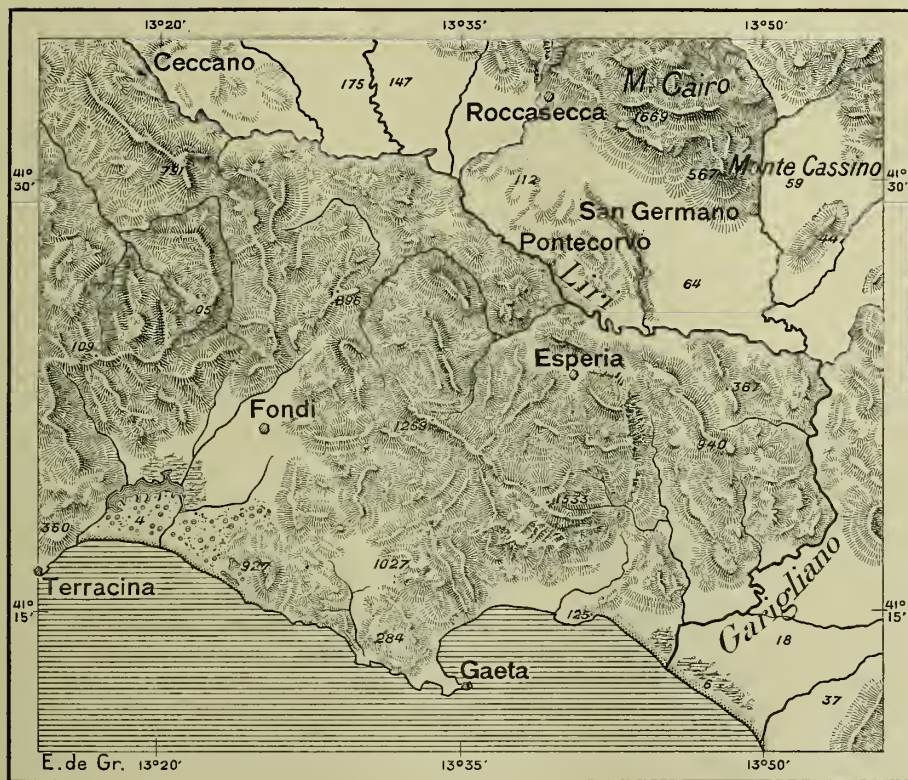 13°20' 13°35' 13°50'
Ceccano
175 147
Roccasecca
M. Cairo
1669
791
41° 30'
112
567
Monte Cassino
59
41° 30'
San Germano
Pontecorvo
44
Liri
64
896
05
109
Esperia
367
Fondi
1259
940
1533
4
360
927
1027
Terracina
41° 15'
125
Garigliano
41° 15'
284
18
Gaeta
6
37
E. de Gr. 13°20' 13°35' 13°50'